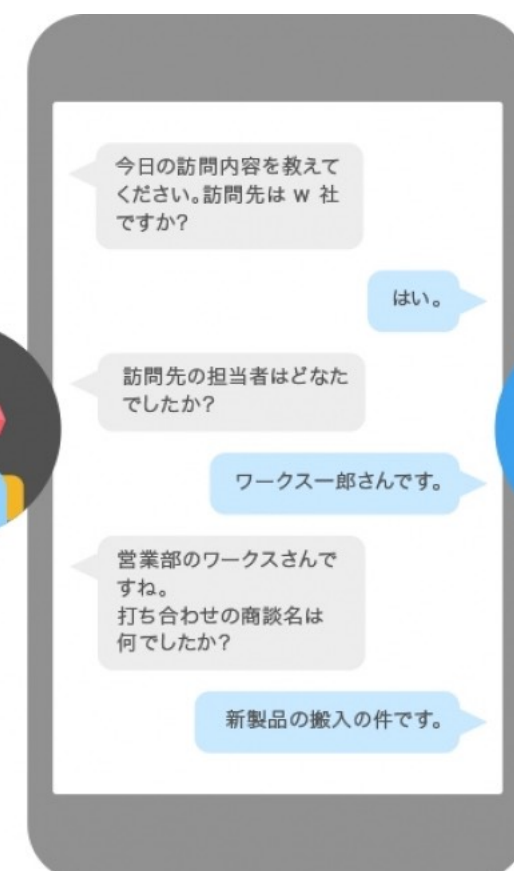 今日の訪問内容を教えて
ください。訪問先は W 社
ですか?
はい。
訪問先の担当者はどなた
でしたか?
ワークス一郎さんです。
営業部のワークスさんで
すね。
打ち合わせの商談名は
何でしたか?
新製品の搬入の件です。